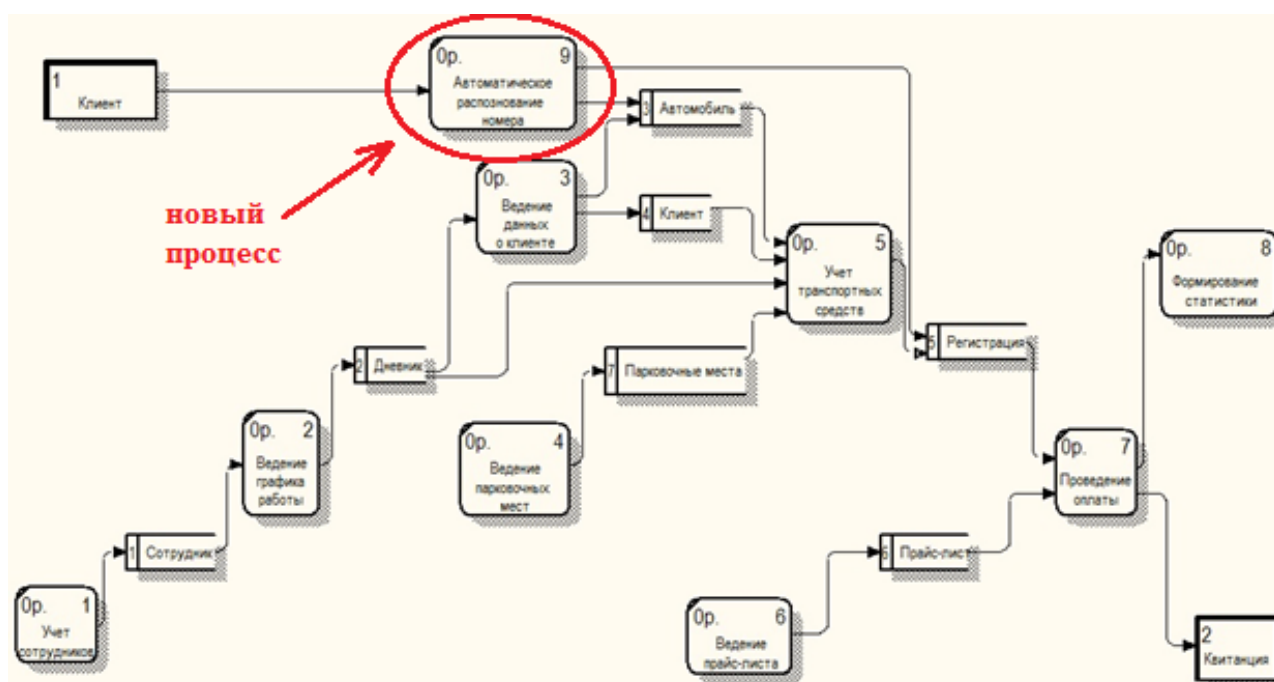 0р. 9
Автоматическое
распознование
номера
1
Клиент
3 Автомобиль
0р. 3
Ведение
данных
о клиенте
4 Клиент
новый
процесс
0р. 5
Учет
транспортных
средств
0р. 8
Формирование
статистики
5 Регистрация
2 Дневник
7 Парковочные места
0р. 2
Ведение
графика
работы
0р. 4
Ведение
парковочных
мест
0р. 7
Проведение
оплаты
1 Сотрудник
6 Прайс-лист
0р. 1
Учет
сотрудников
0р. 6
Ведение
прайс-листа
2
Квитанция